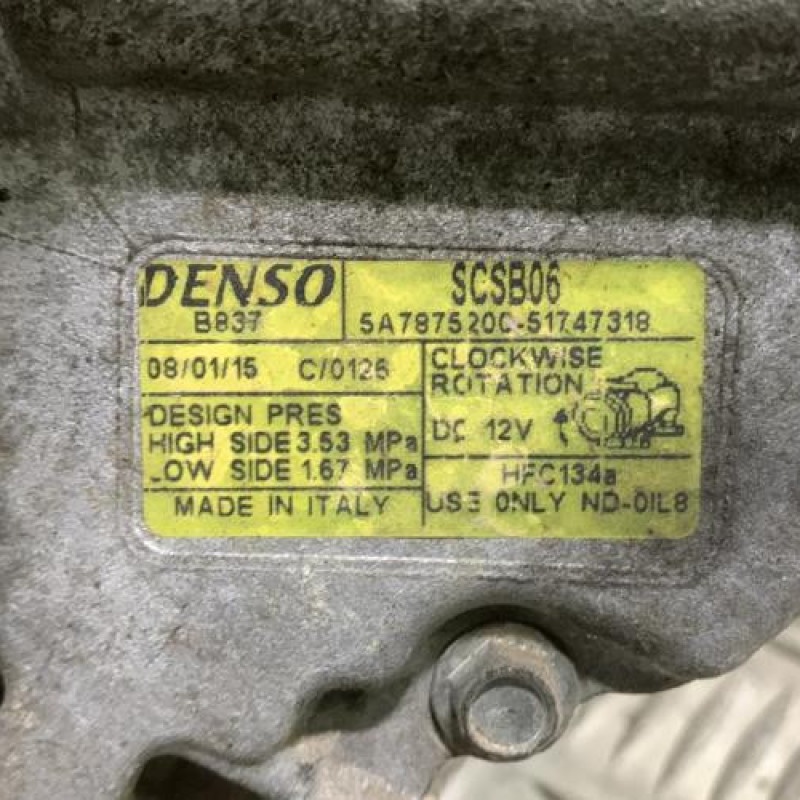 DENSO
SCSB06
B837
5A7875200-51747318
08/01/15 C/0126
CLOCKWISE
ROTATION
DC 12V
DESIGN PRES
HIGH SIDE 3.53 MPa
LOW SIDE 1.67 MPa
HFC134a
MADE IN ITALY
USE ONLY ND-OIL8